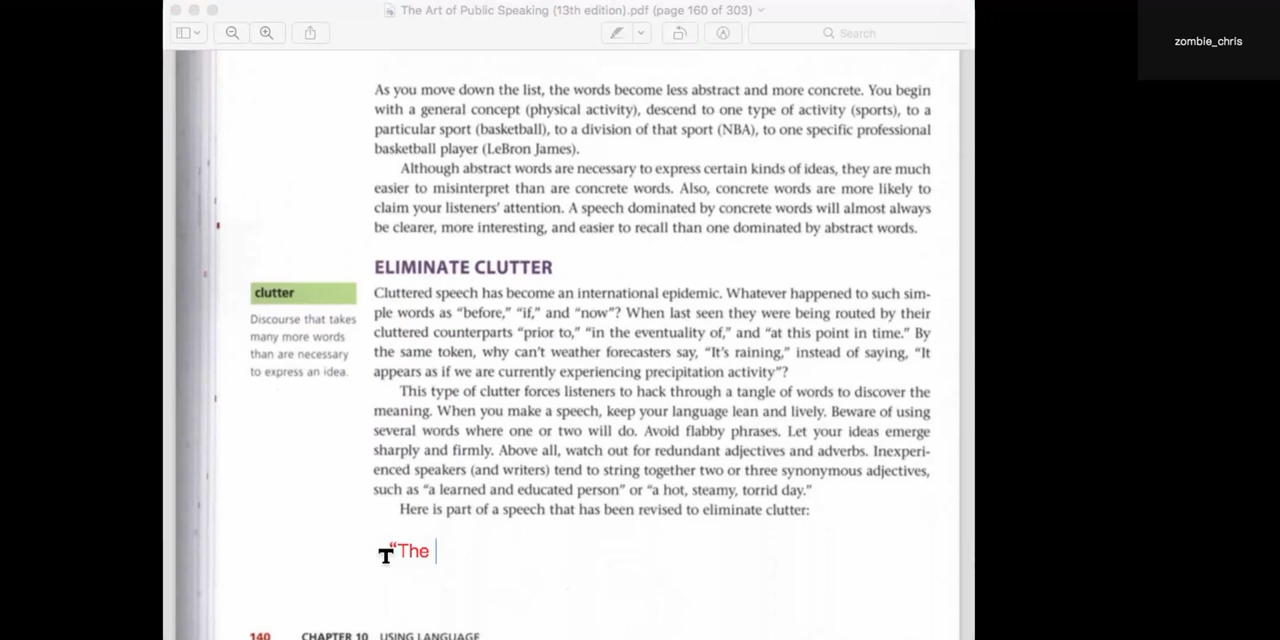 The Art of Public Speaking (13th edition).pdf (page 160 of 303)
Search
zombie_chris
As you move down the list, the words become less abstract and more concrete. You begin
with a general concept (physical activity), descend to one type of activity (sports), to a
particular sport (basketball), to a division of that sport (NBA), to one specific professional
basketball player (LeBron James).
Although abstract words are necessary to express certain kinds of ideas, they are much
easier to misinterpret than are concrete words. Also, concrete words are more likely to
claim your listeners' attention. A speech dominated by concrete words will almost always
be clearer, more interesting, and easier to recall than one dominated by abstract words.
ELIMINATE CLUTTER
clutter
Discourse that takes
many more words
than are necessary
to express an idea.
Cluttered speech has become an international epidemic. Whatever happened to such sim-
ple words as “before,” “if,” and “now”? When last seen they were being routed by their
cluttered counterparts “prior to,” “in the eventuality of,” and “at this point in time.” By
the same token, why can't weather forecasters say, “It's raining,” instead of saying, “It
appears as if we are currently experiencing precipitation activity”?
This type of clutter forces listeners to hack through a tangle of words to discover the
meaning. When you make a speech, keep your language lean and lively. Beware of using
several words where one or two will do. Avoid flabby phrases. Let your ideas emerge
sharply and firmly. Above all, watch out for redundant adjectives and adverbs. Inexperi-
enced speakers (and writers) tend to string together two or three synonymous adjectives,
such as “a learned and educated person” or “a hot, steamy, torrid day.”
Here is part of a speech that has been revised to eliminate clutter:
“The
140 CHAPTER 10 USING LANGUAGE